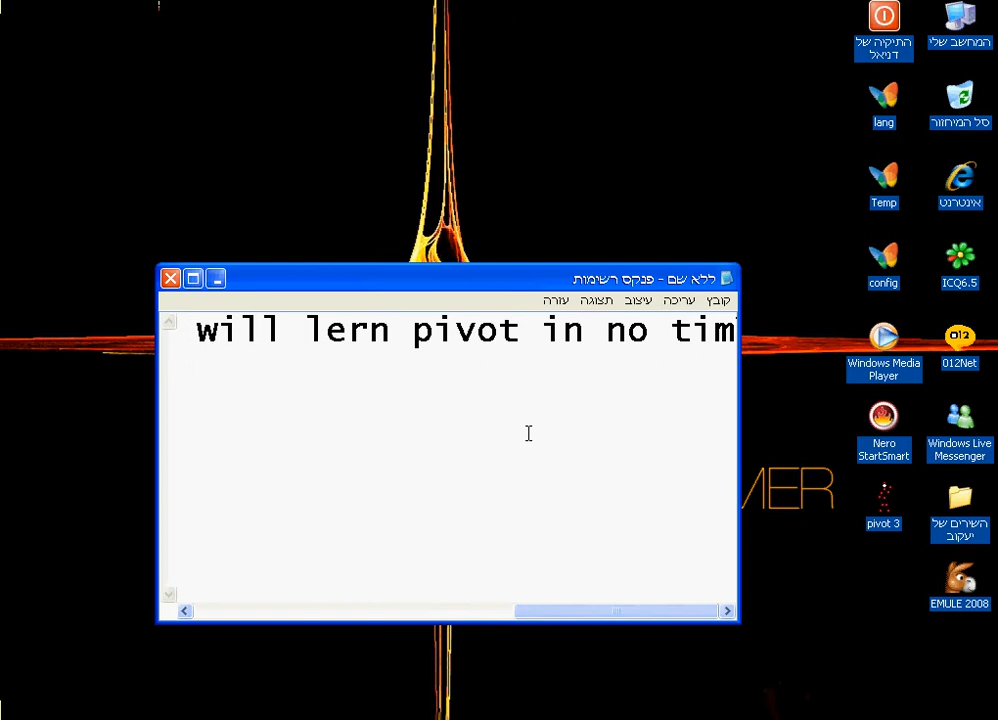 התיקיה של
דניאל
המחשב שלי
lang
סל המיחזור
Temp
אינטרנט
config
ICQ6.5
Windows Media
Player
012
012Net
Nero
StartSmart
Windows Live
Messenger
pivot 3
השירים של
יעקוב
EMULE 2008
ללא שם - פנקס רשימות
קובץ עריכה עיצוב תצוגה עזרה
will lern pivot in no tim